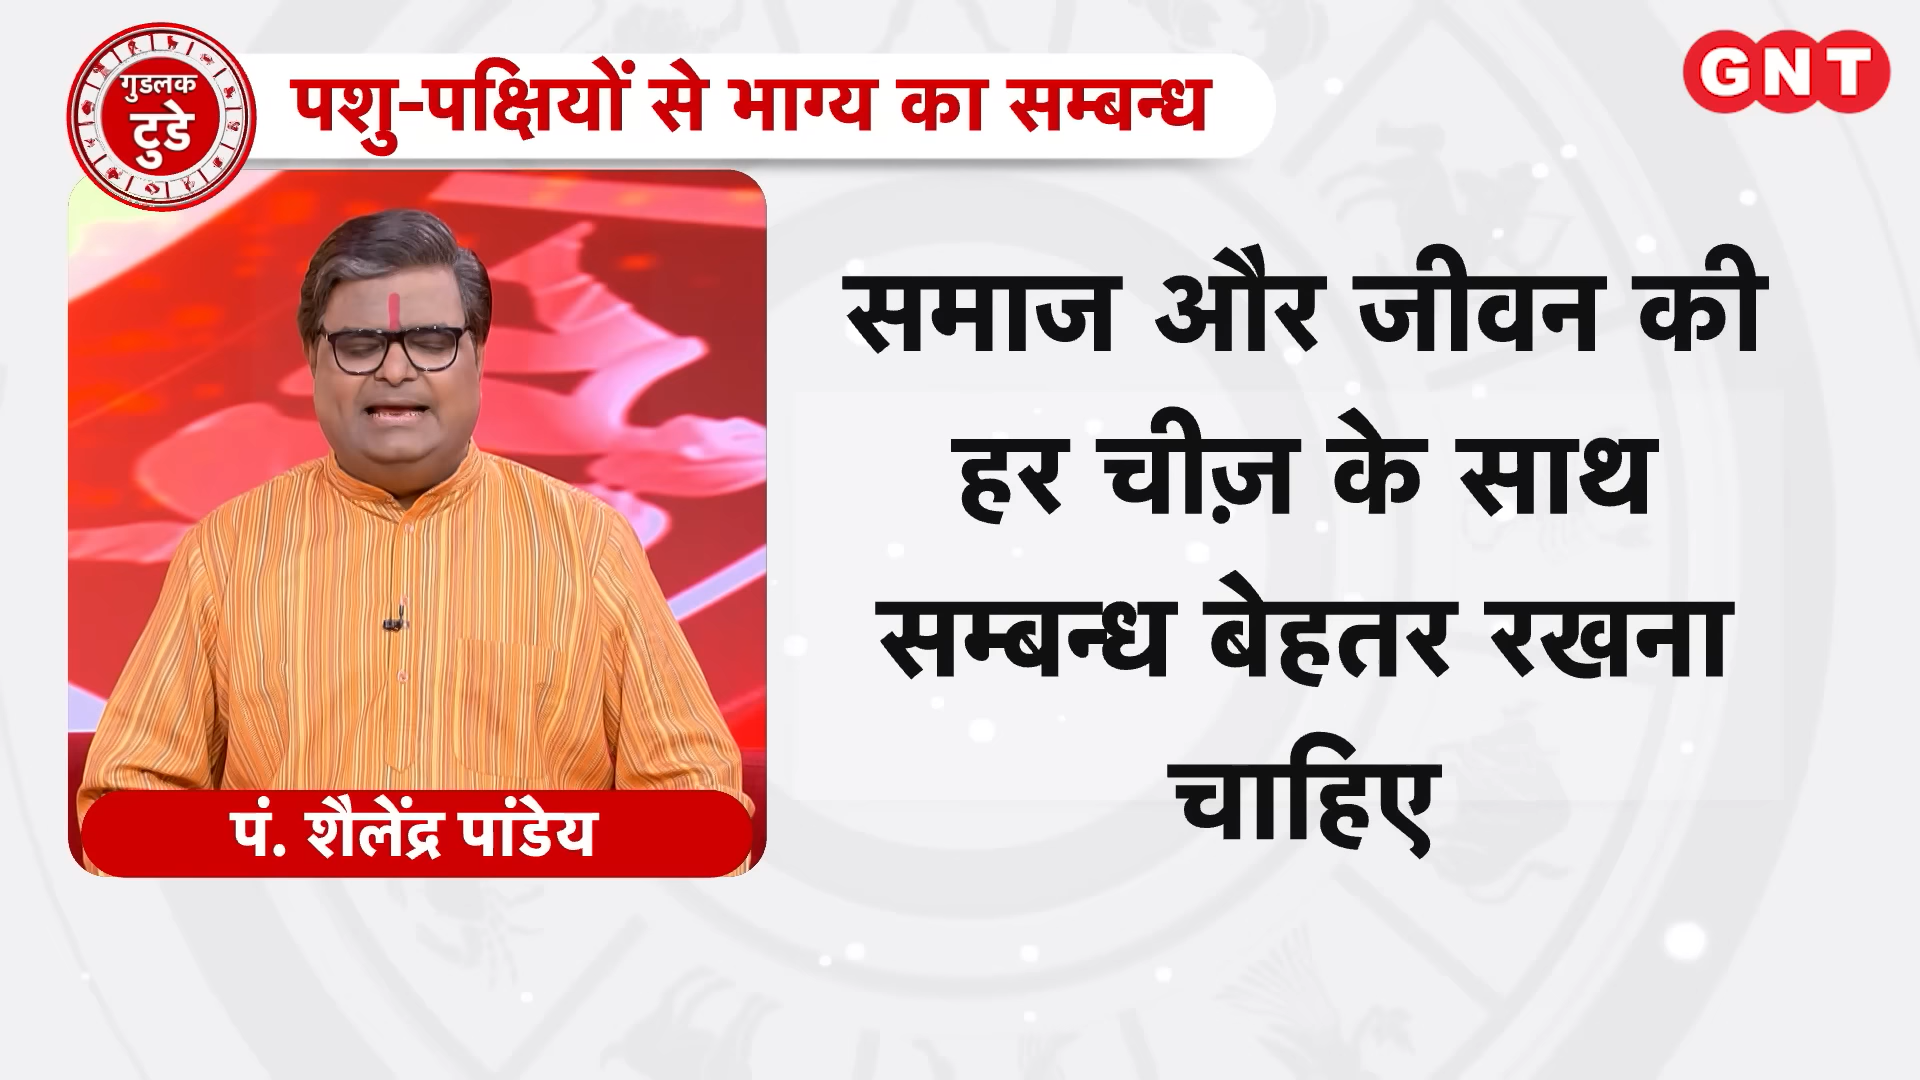 गुडलक
टुडे
पशु-पक्षियों से भाग्य का सम्बन्ध
GNT
समाज और जीवन की
हर चीज़ के साथ
सम्बन्ध बेहतर रखना
चाहिए
पं. शैलेंद्र पांडेय